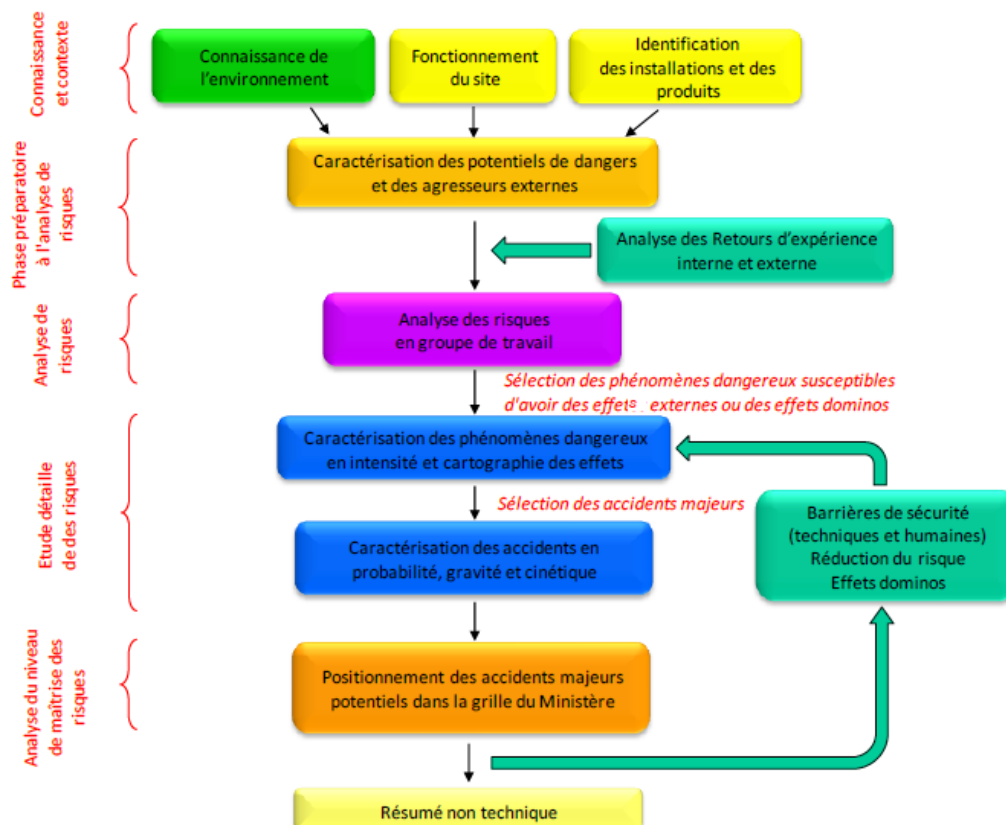 Connaissance
et contexte
Connaissance de
l'environnement
Fonctionnement
du site
Identification
des installations et des
produits
Phase préparatoire
à l'analyse de
risques
Caractérisation des potentiels de dangers
et des agresseurs externes
Analyse des Retours d'expérience
interne et externe
Analyse de
risques
Analyse des risques
en groupe de travail
Sélection des phénomènes dangereux susceptibles
d'avoir des effets externes ou des effets dominos
Etude détaille
de des risques
Caractérisation des phénomènes dangereux
en intensité et cartographie des effets
Sélection des accidents majeurs
Caractérisation des accidents en
probabilité, gravité et cinétique
Barrières de sécurité
(techniques et humaines)
Réduction du risque
Effets dominos
Analyse du niveau
de maîtrise des
risques
Positionnement des accidents majeurs
potentiels dans la grille du Ministère
Résumé non technique